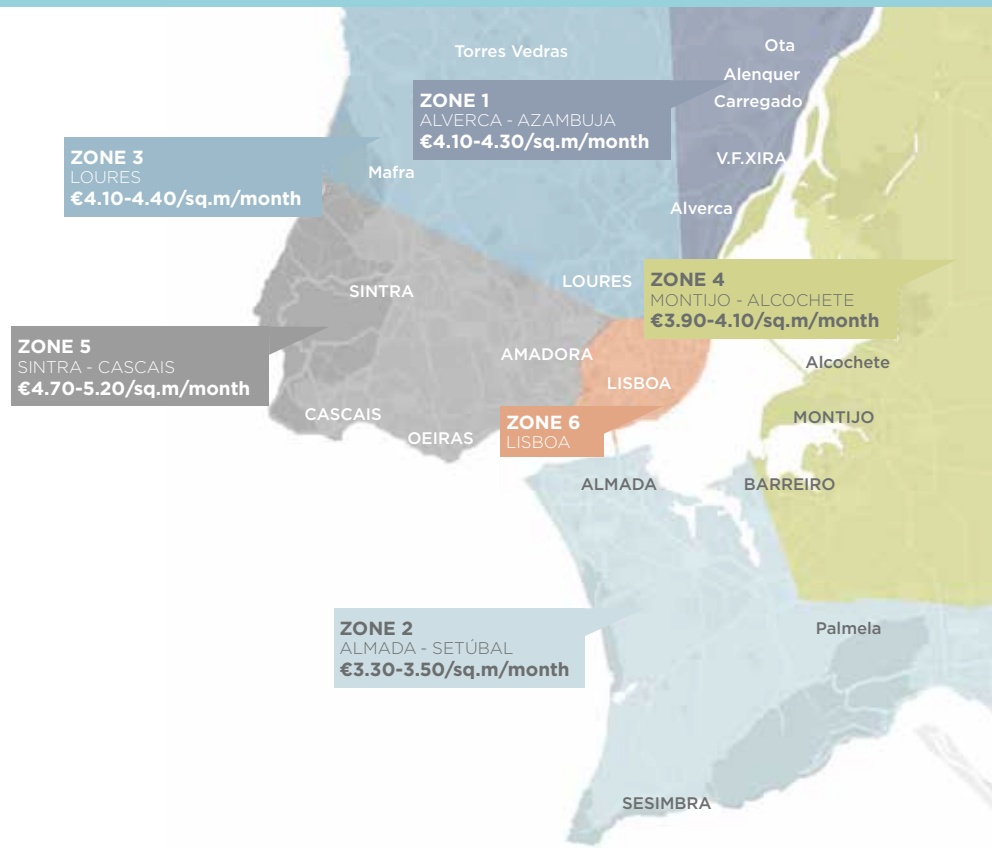 Torres Vedras
Ota
Alenquer
Carregado
ZONE 1
ALVERCA - AZAMBUJA
€4.10-4.30/sq.m/month
V.F.XIRA
ZONE 3
LOURES
€4.10-4.40/sq.m/month
Mafra
Alverca
LOURES
SINTRA
ZONE 4
MONTIJO - ALCOCHETE
€3.90-4.10/sq.m/month
ZONE 5
SINTRA - CASCAIS
€4.70-5.20/sq.m/month
AMADORA
Alcochete
LISBOA
CASCAIS
OEIRAS
ZONE 6
LISBOA
MONTIJO
ALMADA
BARREIRO
ZONE 2
ALMADA - SETÚBAL
€3.30-3.50/sq.m/month
Palmela
SESIMBRA